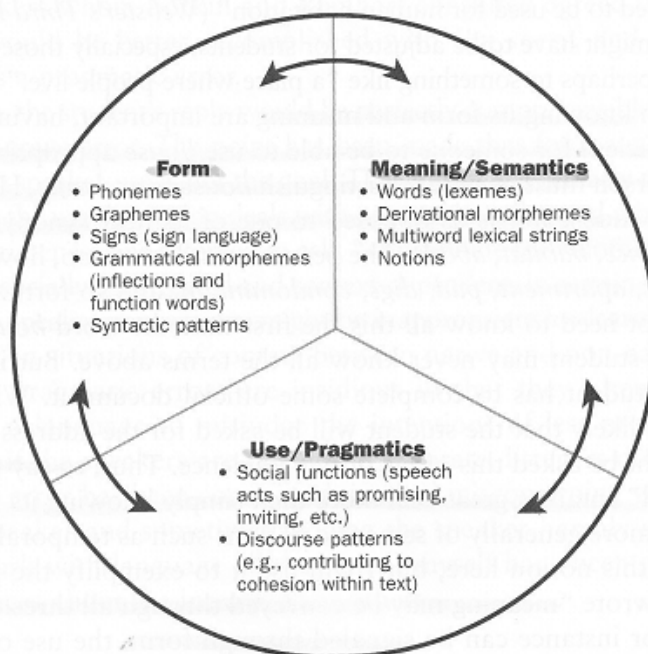 Form
• Phonemes
• Graphemes
• Signs (sign language)
• Grammatical morphemes
(inflections and
function words)
• Syntactic patterns
Meaning/Semantics
• Words (lexemes)
• Derivational morphemes
• Multiword lexical strings
• Notions
Use/Pragmatics
• Social functions (speech
acts such as promising,
inviting, etc.)
• Discourse patterns
(e.g., contributing to
cohesion within text)